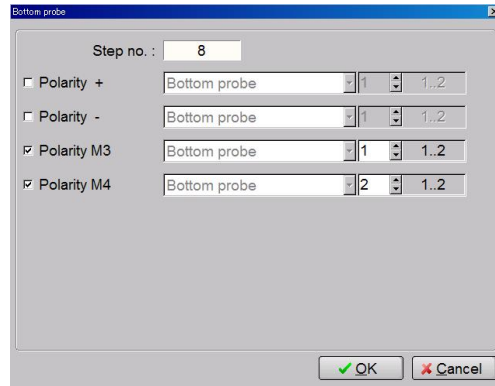 Bottom probe
Step no. : 8
Polarity + Bottom probe 1 1..2
Polarity - Bottom probe 1 1..2
Polarity M3 Bottom probe 1 1..2
Polarity M4 Bottom probe 2 1..2
OK Cancel